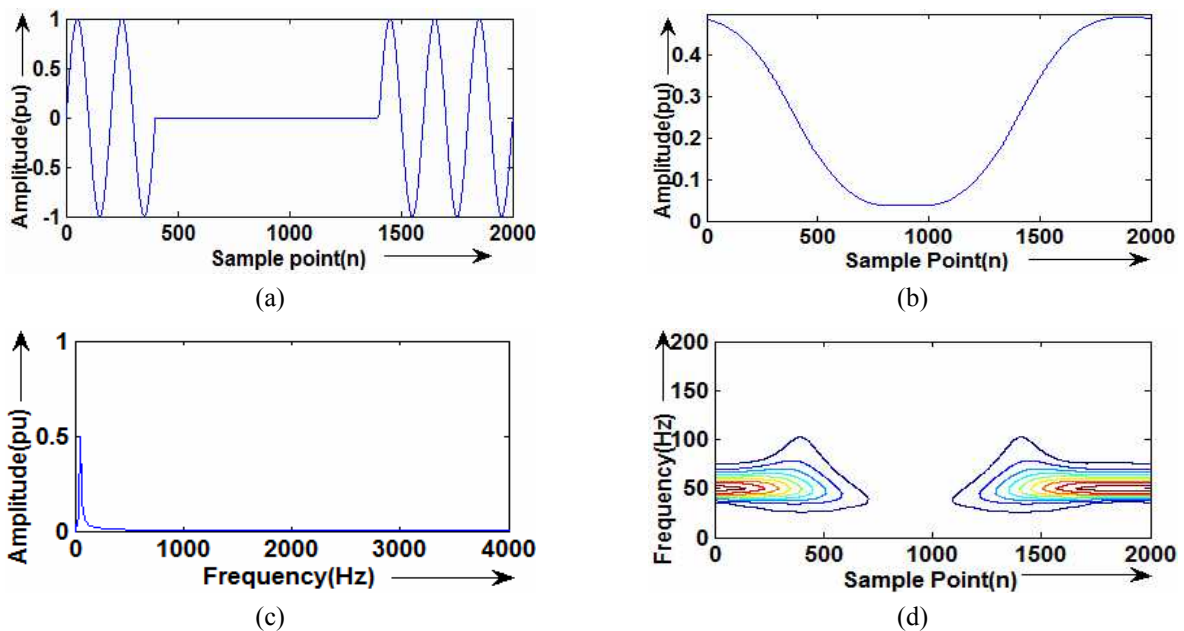 Amplitude(pu)
1
0.5
0
-0.5
-1
0 500 1000 1500 2000
Sample point(n)
(a)
Amplitude(pu)
0.4
0.3
0.2
0.1
0
0 500 1000 1500 2000
Sample Point(n)
(b)
Amplitude(pu)
1
0.5
0
0 1000 2000 3000 4000
Frequency(Hz)
(c)
Frequency(Hz)
200
150
100
50
0
0 500 1000 1500 2000
Sample Point(n)
(d)